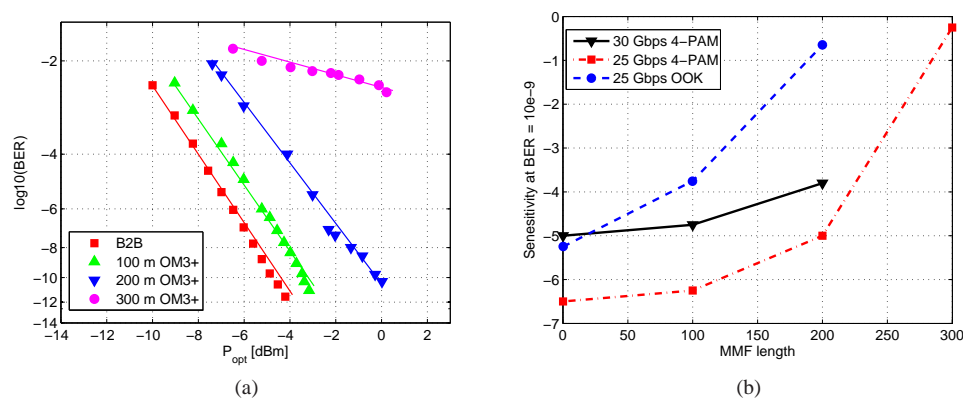 −2
−4
−6
−8
−10
−12
−14
log10(BER)
B2B
100 m OM3+
200 m OM3+
300 m OM3+
−14 −12 −10 −8 −6 −4 −2 0 2
P_opt [dBm]
(a)
0
−1
−2
−3
−4
−5
−6
−7
Senesitivity at BER = 10e−9
30 Gbps 4−PAM
25 Gbps 4−PAM
25 Gbps OOK
0 50 100 150 200 250 300
MMF length
(b)